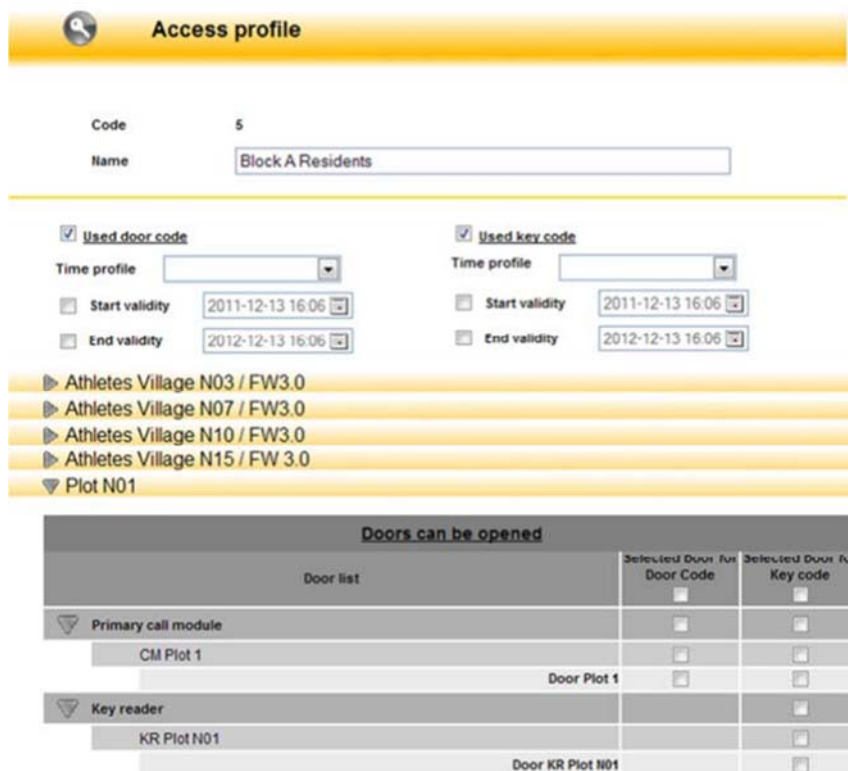 Access profile
Code 5
Name Block A Residents
Used door code Used key code
Time profile Time profile
Start validity 2011-12-13 16:06 Start validity 2011-12-13 16:06
End validity 2012-12-13 16:06 End validity 2012-12-13 16:06
Athletes Village N03 / FW3.0
Athletes Village N07 / FW3.0
Athletes Village N10 / FW3.0
Athletes Village N15 / FW 3.0
Plot N01
Doors can be opened
Selected Door for Selected Door
Door list Door Code Key code
Primary call module
CM Plot 1
Door Plot 1
Key reader
KR Plot N01
Door KR Plot N01